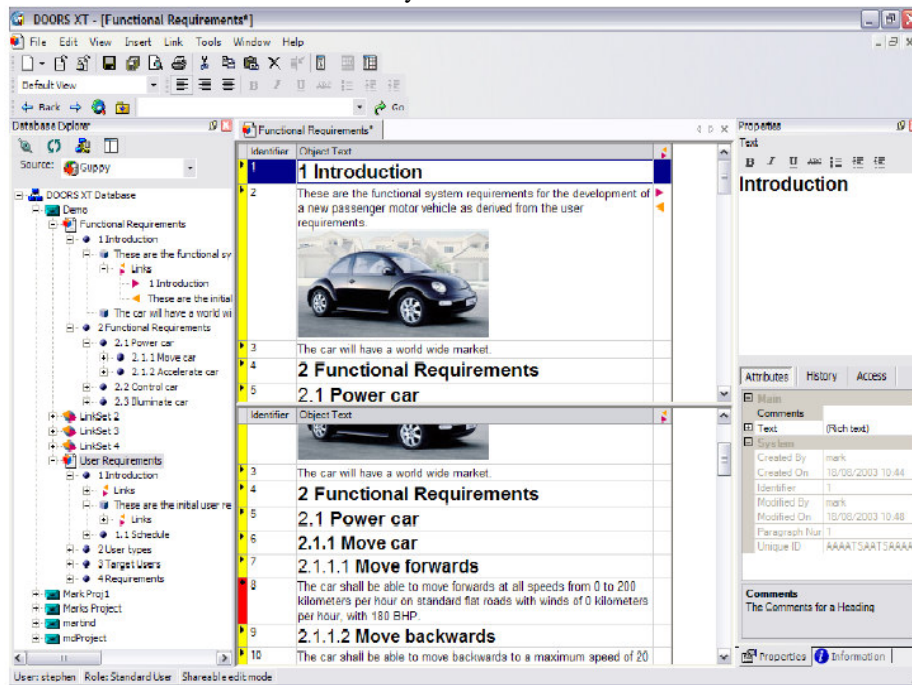 DOORS XT - [Functional Requirements*]
File Edit View Insert Link Tools Window Help
Default View
B I U ABC
Back Go
Database Explorer
Source: Guppy
DOORS XT Database
Demo
Functional Requirements
1 Introduction
These are the functional sy
Links
1 Introduction
These are the initial
The car will have a world wi
2 Functional Requirements
2.1 Power car
2.1.1 Move car
2.1.2 Accelerate car
2.2 Control car
2.3 Illuminate car
LinkSet 2
LinkSet 3
LinkSet 4
User Requirements
1 Introduction
Links
These are the initial user re
Links
1.1 Schedule
2 User types
3 Target Users
4 Requirements
Mark Proj1
Marks Project
martind
mdProject
Functional Requirements*
Identifier Object Text
1 1 Introduction
2 These are the functional system requirements for the development of
a new passenger motor vehicle as derived from the user
requirements.
3 The car will have a world wide market.
4 2 Functional Requirements
5 2.1 Power car
Identifier Object Text
3 The car will have a world wide market.
4 2 Functional Requirements
5 2.1 Power car
6 2.1.1 Move car
7 2.1.1.1 Move forwards
8 The car shall be able to move forwards at all speeds from 0 to 200
kilometers per hour on standard flat roads with winds of 0 kilometers
per hour, with 180 BHP.
9 2.1.1.2 Move backwards
10 The car shall be able to move backwards to a maximum speed of 20
Properties
Text
B I U ABC
Introduction
Attributes History Access
Main
Comments
Text (Rich text)
System
Created By mark
Created On 18/08/2003 10:44
Identifier 1
Modified By mark
Modified On 18/08/2003 10:48
Paragraph Nur 1
Unique ID
Comments
The Comments for a Heading
Properties Information
User: stephen Role: Standard User Shareable edit mode